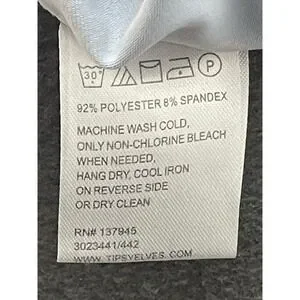 30
P
92% POLYESTER 8% SPANDEX
MACHINE WASH COLD,
ONLY NON-CHLORINE BLEACH
WHEN NEEDED,
HANG DRY, COOL IRON
ON REVERSE SIDE
OR DRY CLEAN
RN# 137945
3023441/442
WWW.TIPSYELVES.COM